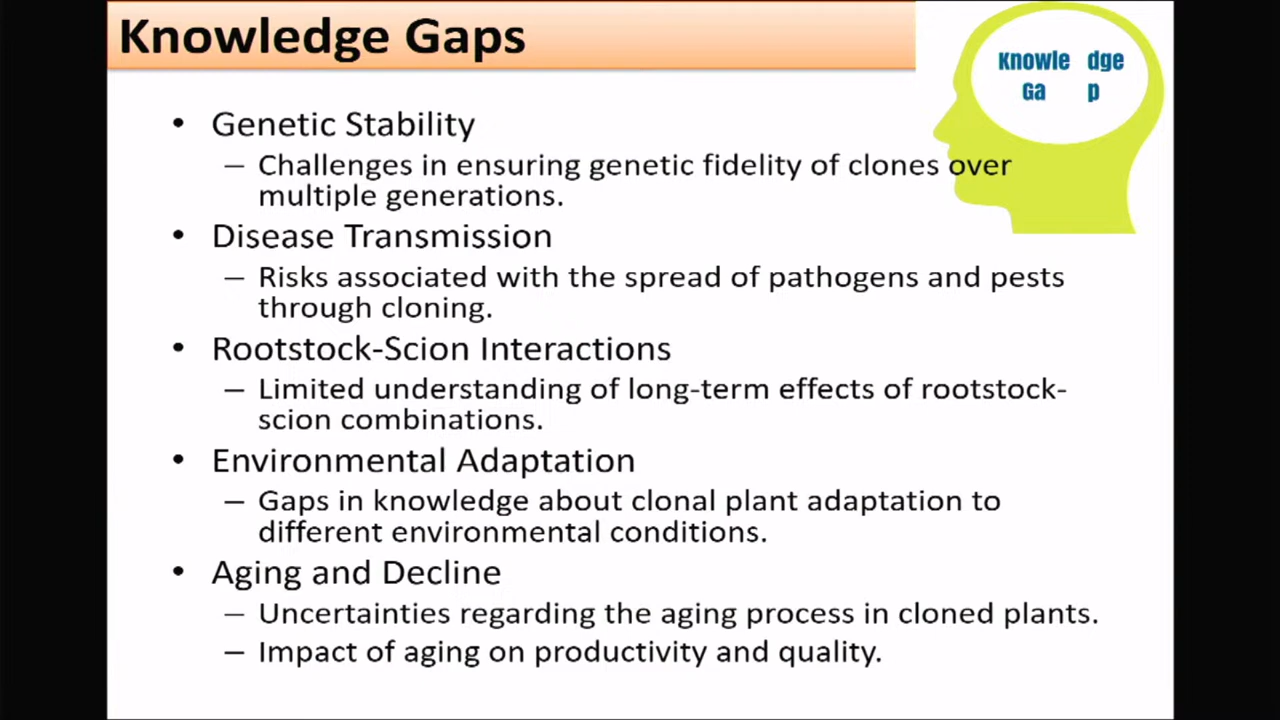 Knowledge Gaps
Knowle dge
Ga p
• Genetic Stability
– Challenges in ensuring genetic fidelity of clones over
multiple generations.
• Disease Transmission
– Risks associated with the spread of pathogens and pests
through cloning.
• Rootstock-Scion Interactions
– Limited understanding of long-term effects of rootstock-
scion combinations.
• Environmental Adaptation
– Gaps in knowledge about clonal plant adaptation to
different environmental conditions.
• Aging and Decline
– Uncertainties regarding the aging process in cloned plants.
– Impact of aging on productivity and quality.